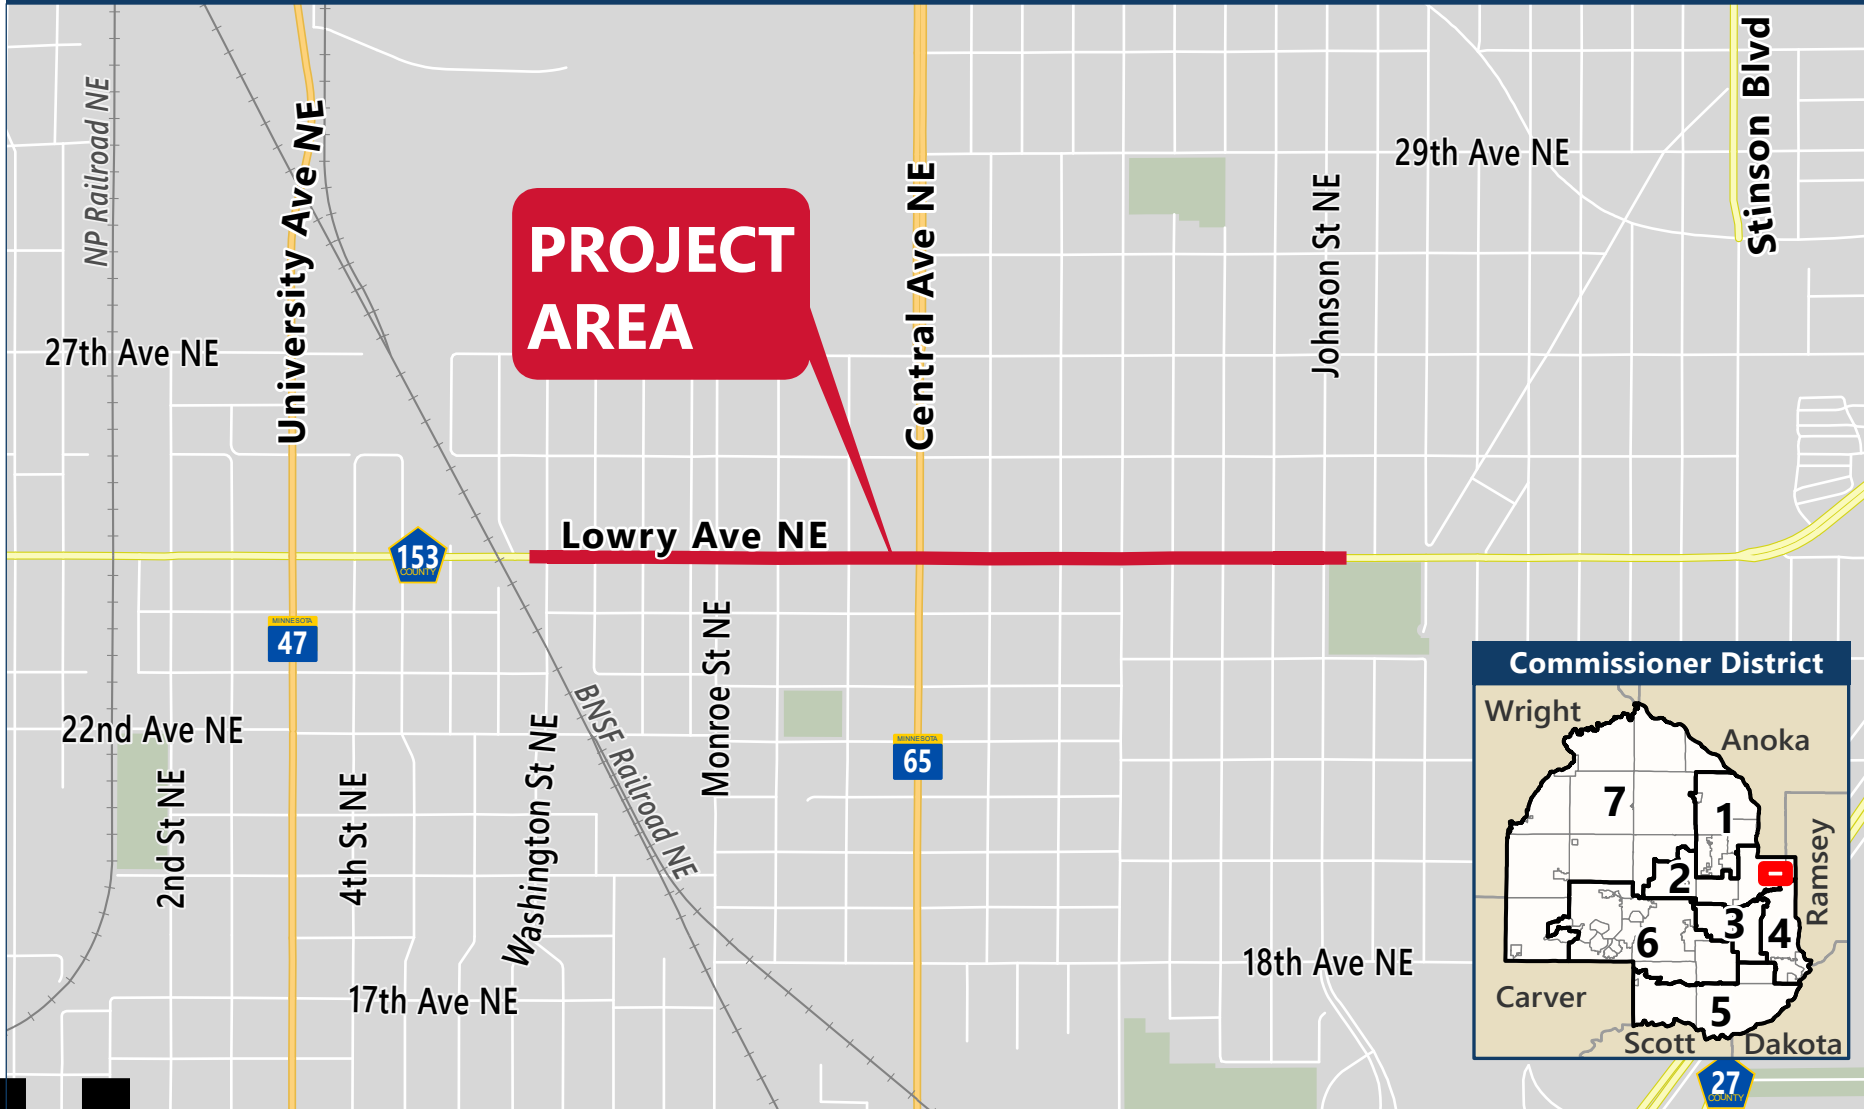 Stinson Blvd
NP Railroad NE
University Ave NE
29th Ave NE
Central Ave NE
Johnson St NE
PROJECT
AREA
27th Ave NE
Lowry Ave NE
153
COUNTY
MINNESOTA
47
Monroe St NE
22nd Ave NE
BNSF Railroad NE
MINNESOTA
65
2nd St NE
4th St NE
Washington St NE
18th Ave NE
17th Ave NE
Commissioner District
Wright
Anoka
7
1
2
Ramsey
3
4
6
Carver
5
Scott
Dakota
27
COUNTY